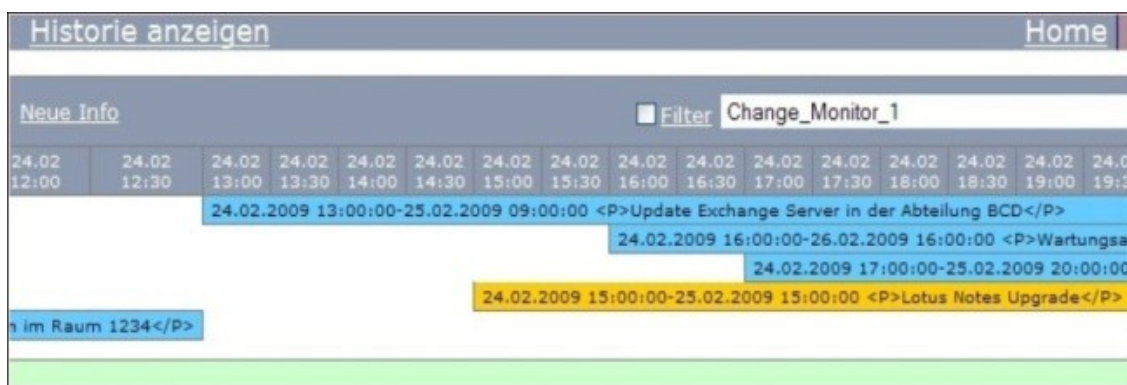 Historie anzeigen Home
Neue Info Filter Change_Monitor_1
24.02 24.02 24.02 24.02 24.02 24.02 24.02 24.02 24.02 24.02 24.02 24.02 24.02 24.02 24.02
12:00 12:30 13:00 13:30 14:00 14:30 15:00 15:30 16:00 16:30 17:00 17:30 18:00 18:30 19:00
24.02.2009 13:00:00-25.02.2009 09:00:00 <P>Update Exchange Server in der Abteilung BCD</P>
24.02.2009 16:00:00-26.02.2009 16:00:00 <P>Wartungsa
24.02.2009 17:00:00-25.02.2009 20:00:00
24.02.2009 15:00:00-25.02.2009 15:00:00 <P>Lotus Notes Upgrade</P>
im Raum 1234</P>